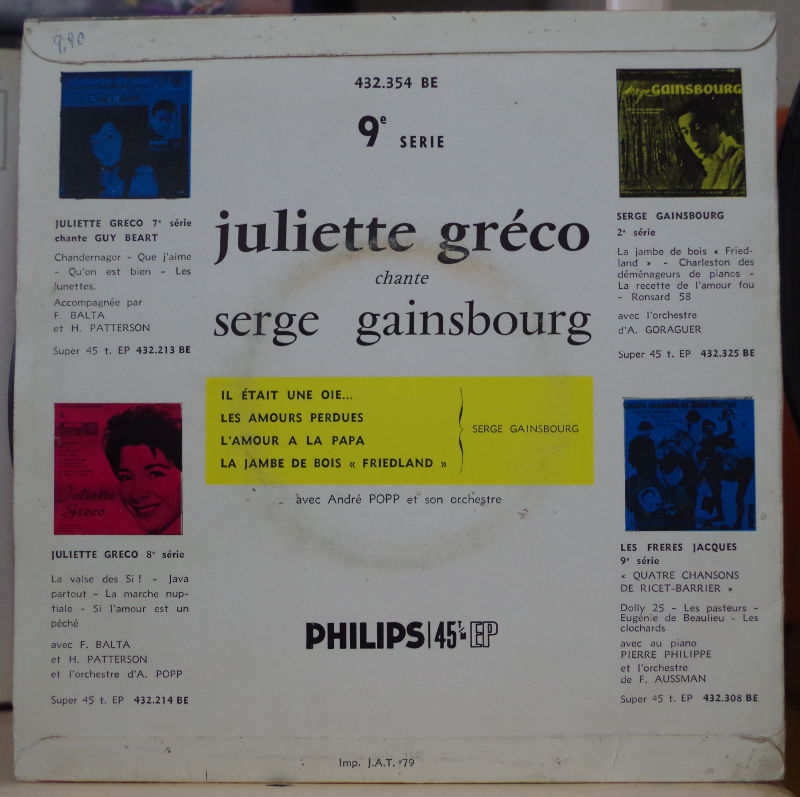 9,90
432.354 BE
9e SERIE
juliette gréco
chante
serge gainsbourg
IL ÉTAIT UNE OIE...
LES AMOURS PERDUES
L'AMOUR A LA PAPA
LA JAMBE DE BOIS « FRIEDLAND »
SERGE GAINSBOURG
avec André POPP et son orchestre
PHILIPS 45 T. EP
Juliette Gréco
JULIETTE GRECO 7e série
chante GUY BEART
Chandernagor - Que j'aime
- Qu'on est bien - Les
lunettes.
Accompagnée par
F. BALTA
et H. PATTERSON
Super 45 t. EP 432.213 BE
Juliette
Gréco
JULIETTE GRECO 8e série
La valse des Si ! - Java
partout - La marche nup-
tiale - Si l'amour est un
péché
avec F. BALTA
et H. PATTERSON
et l'orchestre d'A. POPP
Super 45 t. EP 432.214 BE
serge GAINSBOURG
SERGE GAINSBOURG
2e série
La jambe de bois « Fried-
land » - Charleston des
déménageurs de pianos -
La recette de l'amour fou
- Ronsard 58
avec l'orchestre
d'A. GORAGUER
Super 45 t. EP 432.325 BE
Quatre chansons de Ricet-Barrier
LES FRERES JACQUES
9e série
« QUATRE CHANSONS
DE RICET-BARRIER »
Dolly 25 - Les pasteurs -
Eugénie de Beaulieu - Les
clochards
avec au piano
PIERRE PHILIPPE
et l'orchestre
de F. AUSSMAN
Super 45 t. EP 432.308 BE
Imp. J.A.T. 79